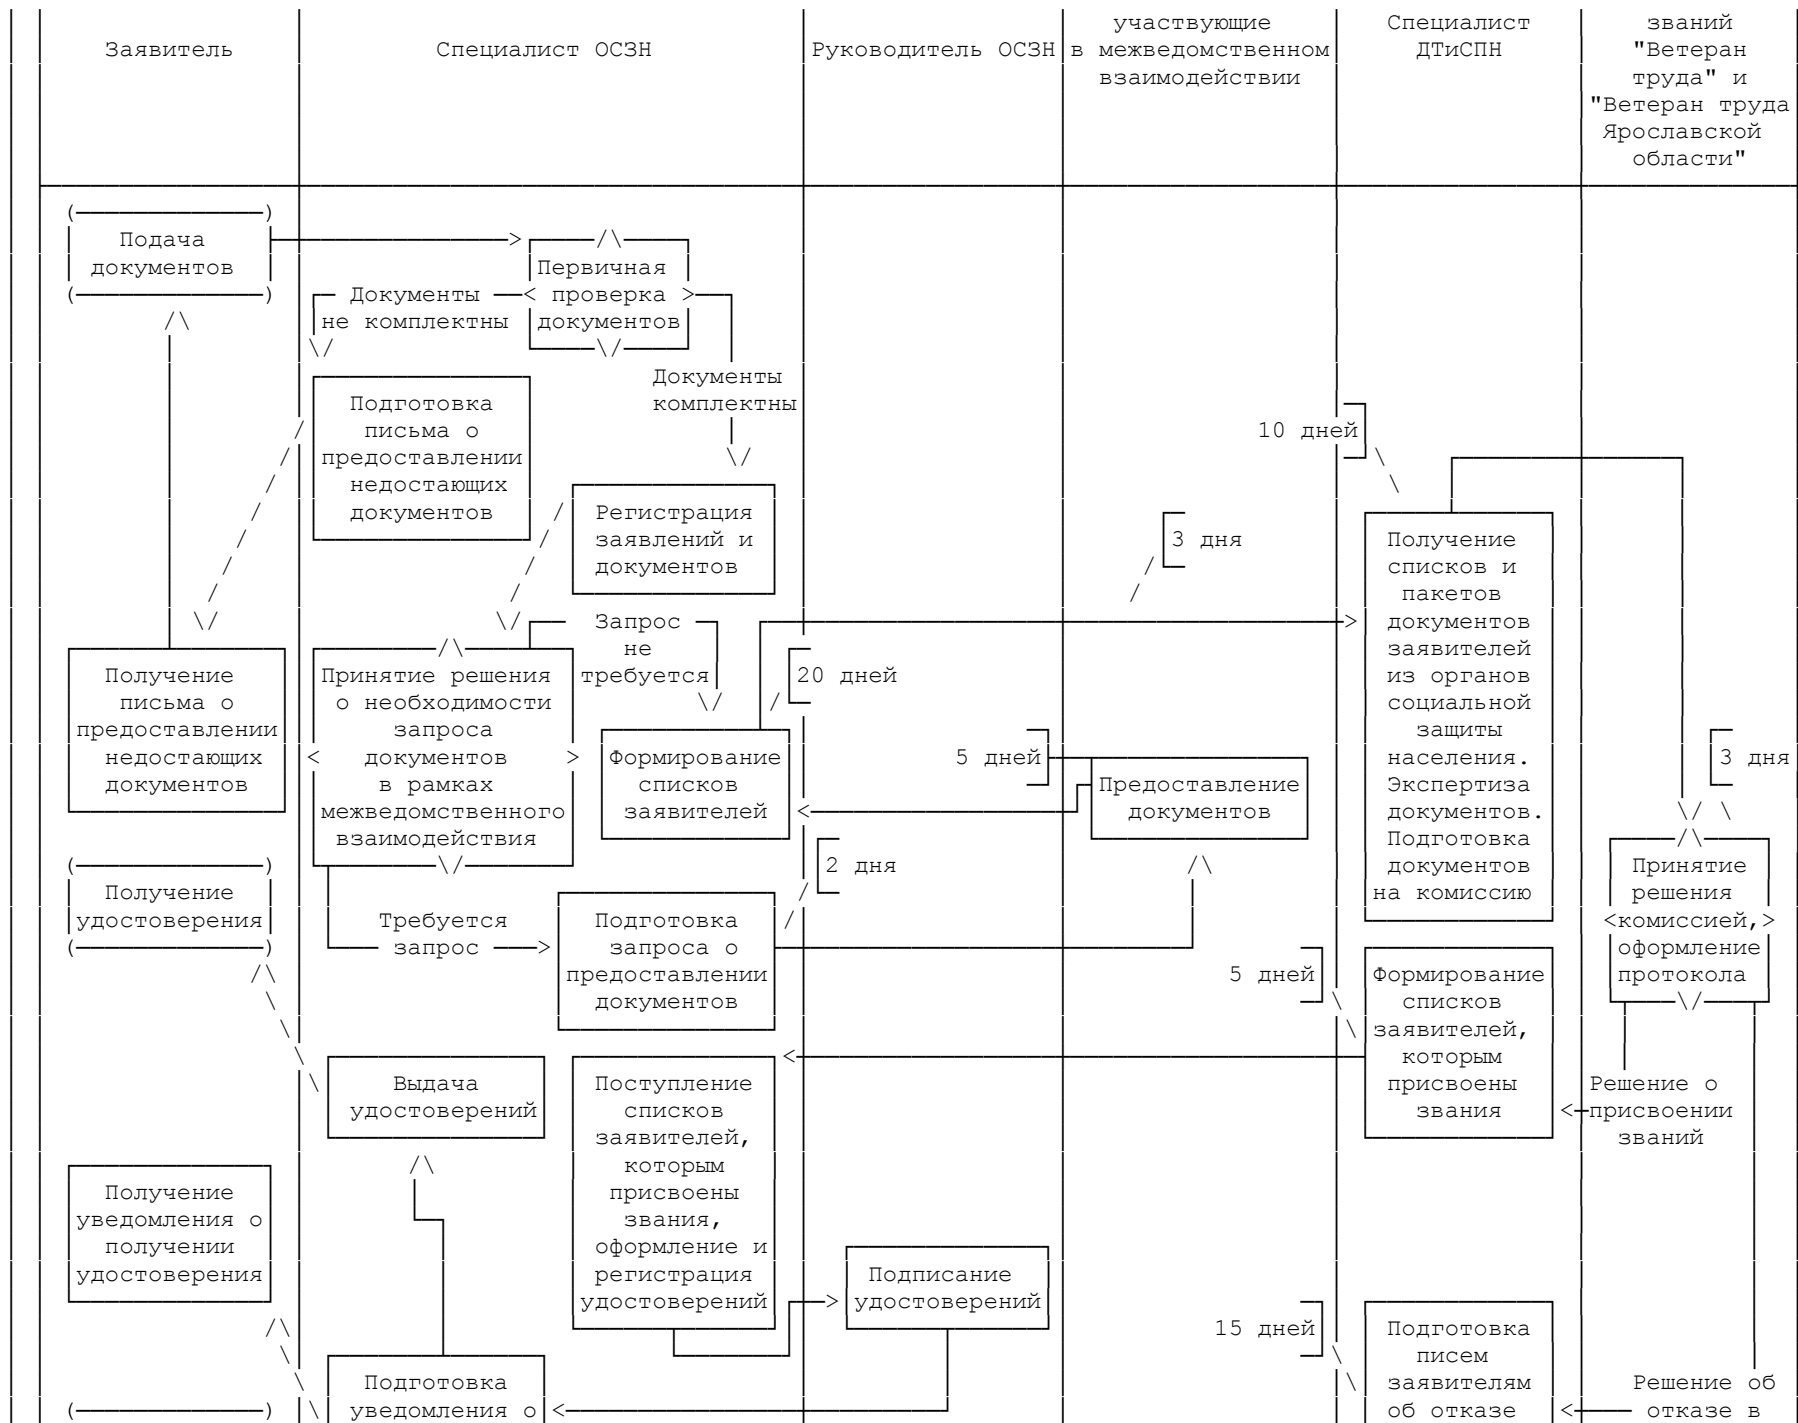 участвующие
в межведомственном
взаимодействии
Заявитель
Специалист ОСЗН
Руководитель ОСЗН
Специалист
ДТиСПН
званий
"Ветеран
труда" и
"Ветеран труда
Ярославской
области"
Подача
документов
Первичная
проверка
документов
Документы
не комплектны
Документы
комплектны
Подготовка
письма о
предоставлении
недостающих
документов
Регистрация
заявлений и
документов
10 дней
3 дня
Получение
списков и
пакетов
документов
заявителей
из органов
социальной
защиты
населения.
Экспертиза
документов.
Подготовка
документов
на комиссию
Запрос
не
требуется
20 дней
Получение
письма о
предоставлении
недостающих
документов
Принятие решения
о необходимости
запроса
документов
в рамках
межведомственного
взаимодействия
Формирование
списков
заявителей
5 дней
Предоставление
документов
3 дня
Принятие
решения
комиссией,
оформление
протокола
2 дня
Получение
удостоверения
Требуется
запрос
Подготовка
запроса о
предоставлении
документов
5 дней
Формирование
списков
заявителей,
которым
присвоены
звания
Решение о
присвоении
званий
Выдача
удостоверений
Поступление
списков
заявителей,
которым
присвоены
звания,
оформление и
регистрация
удостоверений
Получение
уведомления о
получении
удостоверения
Подписание
удостоверений
15 дней
Подготовка
писем
заявителям
об отказе
Решение об
отказе в
Подготовка
уведомления о